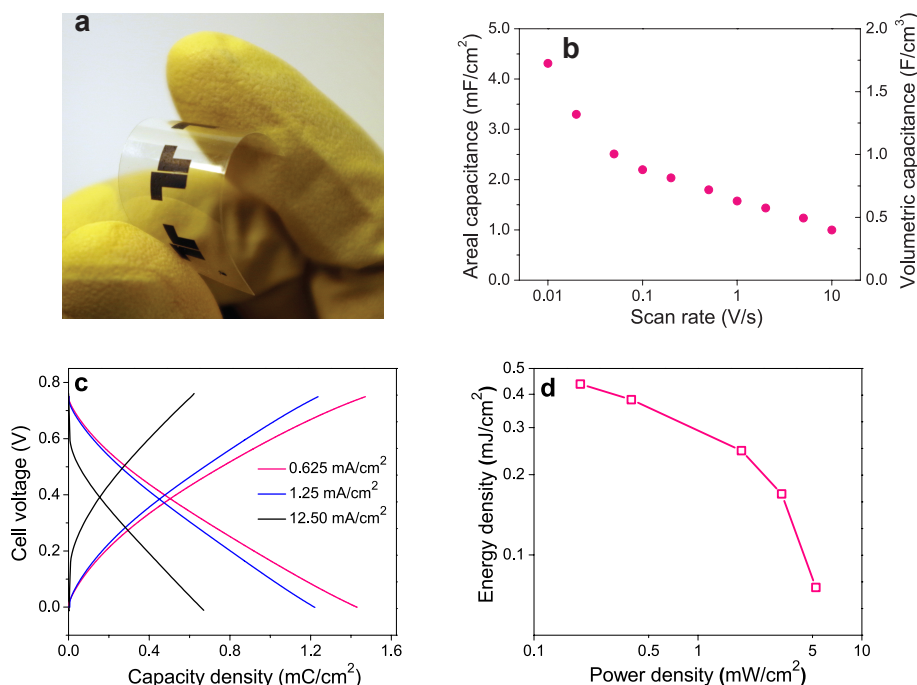 a
b
5.0
4.0
3.0
2.0
1.0
0.0
Areal capacitance (mF/cm²)
2.0
1.5
1.0
0.5
0.0
Volumetric capacitance (F/cm³)
0.01
0.1
1
10
Scan rate (V/s)
c
0.8
0.6
0.4
0.2
0.0
Cell voltage (V)
0.625 mA/cm²
1.25 mA/cm²
12.50 mA/cm²
0.0
0.4
0.8
1.2
1.6
Capacity density (mC/cm²)
d
0.5
0.4
0.3
0.2
0.1
Energy density (mJ/cm²)
0.1
1
10
Power density (mW/cm²)